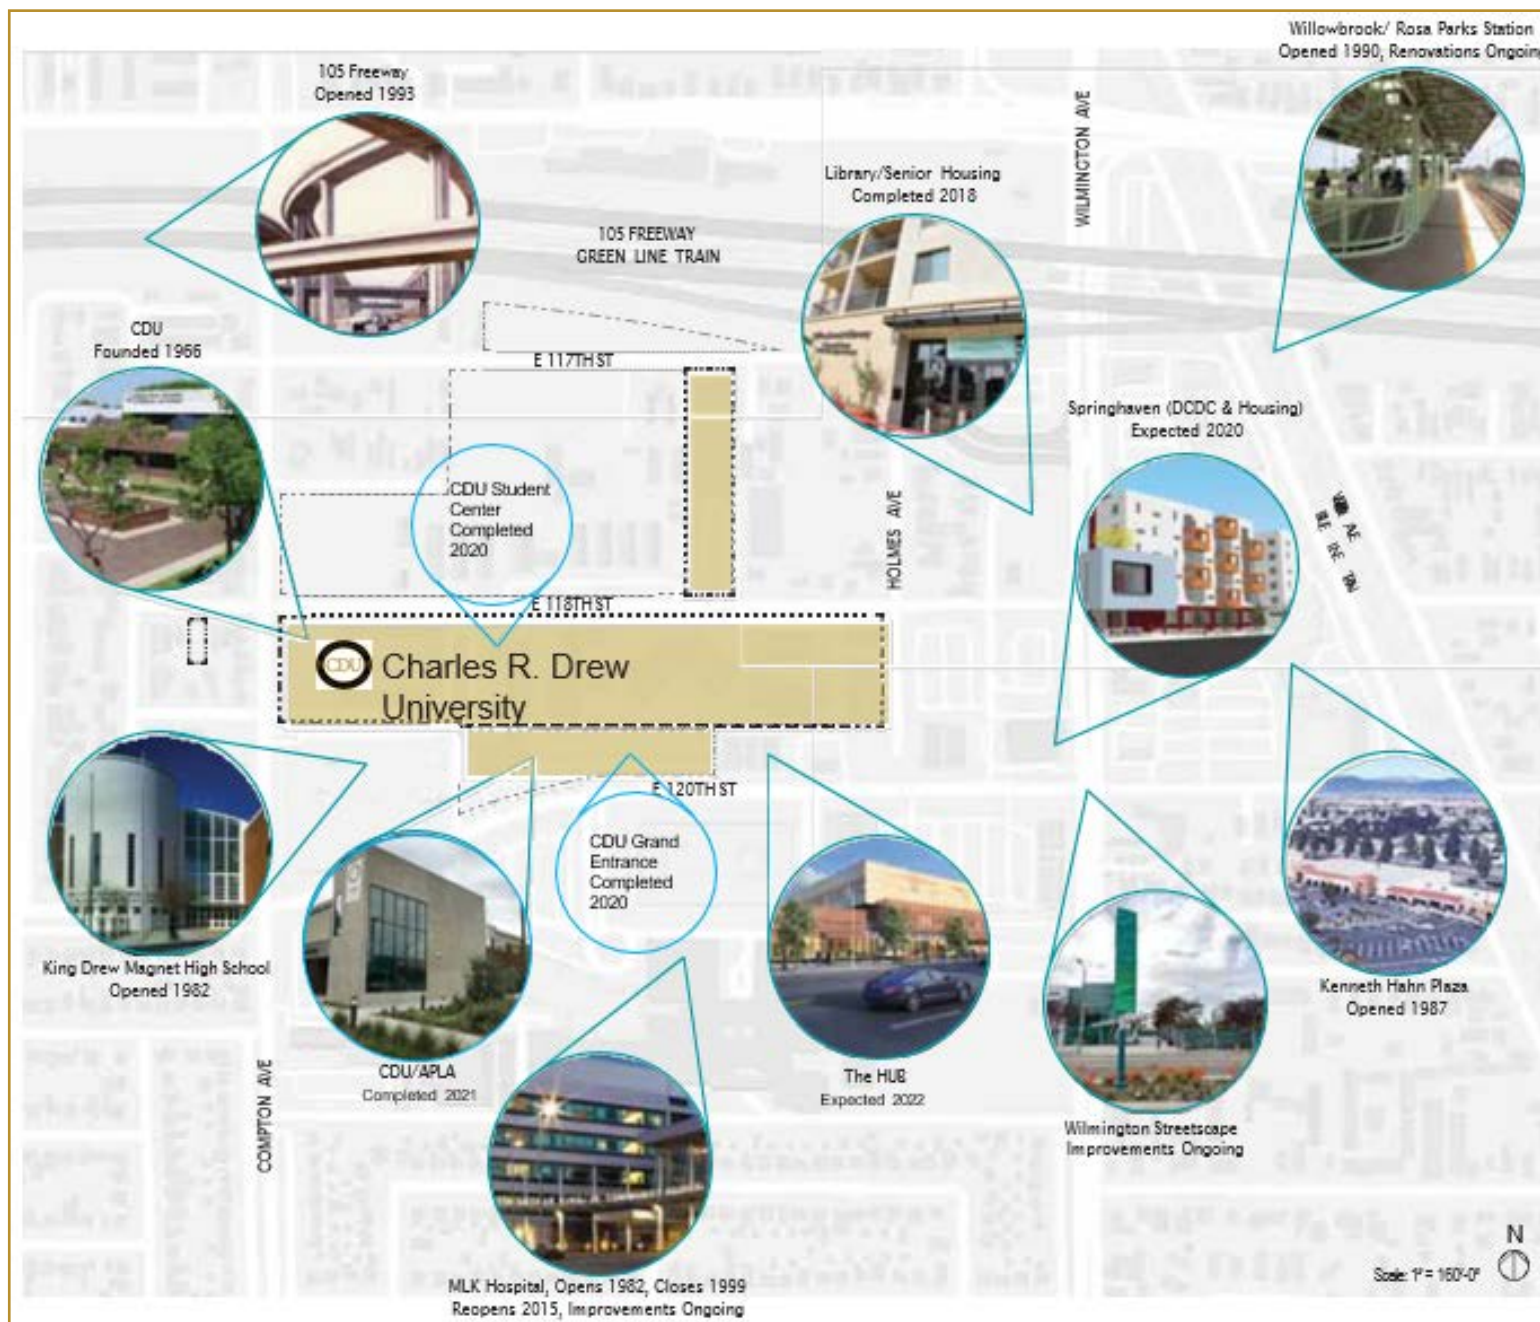 Willowbrook/ Rosa Parks Station
Opened 1990, Renovations Ongoing
105 Freeway
Opened 1993
WILMINGTON AVE
Library/Senior Housing
Completed 2018
105 FREEWAY
GREEN LINE TRAIN
CDU
Founded 1966
E 117TH ST
Springhaven (DCDC & Housing)
Expected 2020
CDU Student
Center
Completed
2020
HOLMES AVE
E 118TH ST
CDU
Charles R. Drew
University
E 120TH ST
CDU Grand
Entrance
Completed
2020
King Drew Magnet High School
Opened 1982
Kenneth Hahn Plaza
Opened 1987
COMPTON AVE
CDU/APLA
Completed 2021
The HUB
Expected 2022
Wilmington Streetscape
Improvements Ongoing
MLK Hospital, Opens 1982, Closes 1999
Reopens 2015, Improvements Ongoing
N
Scale: 1" = 160'-0"